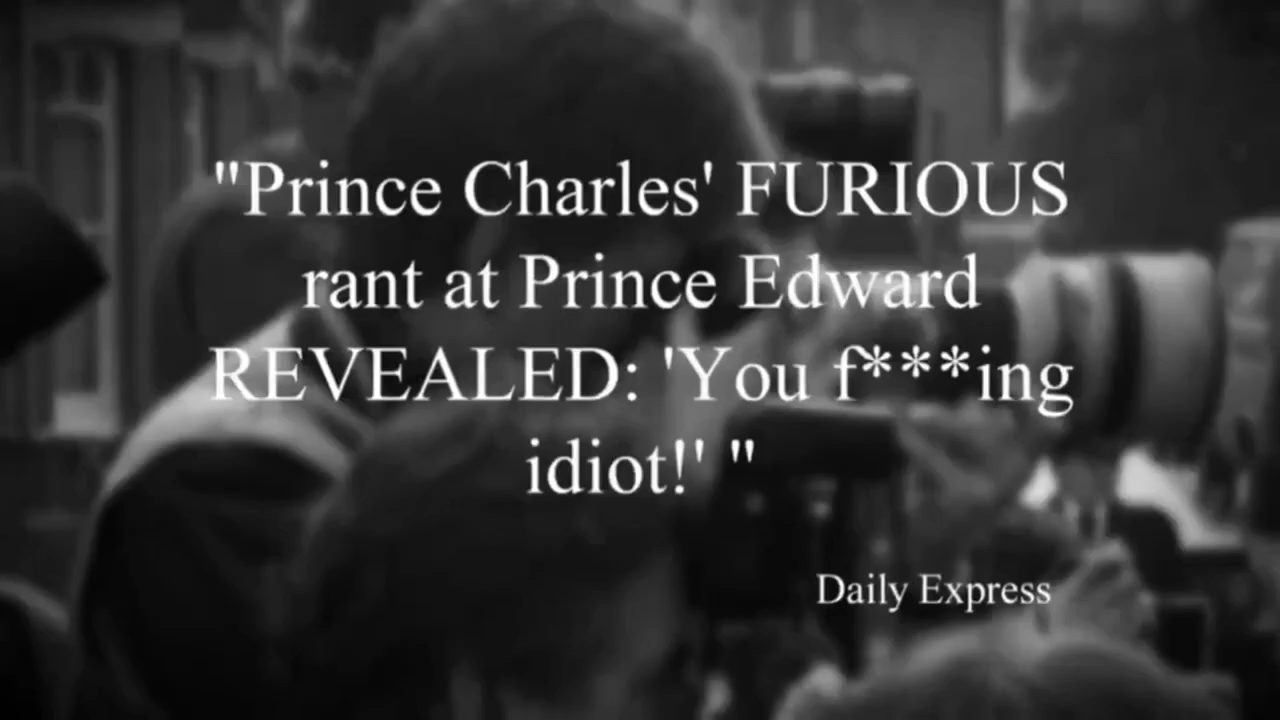 "Prince Charles' FURIOUS
rant at Prince Edward
REVEALED: 'You f***ing
idiot!' "
Daily Express